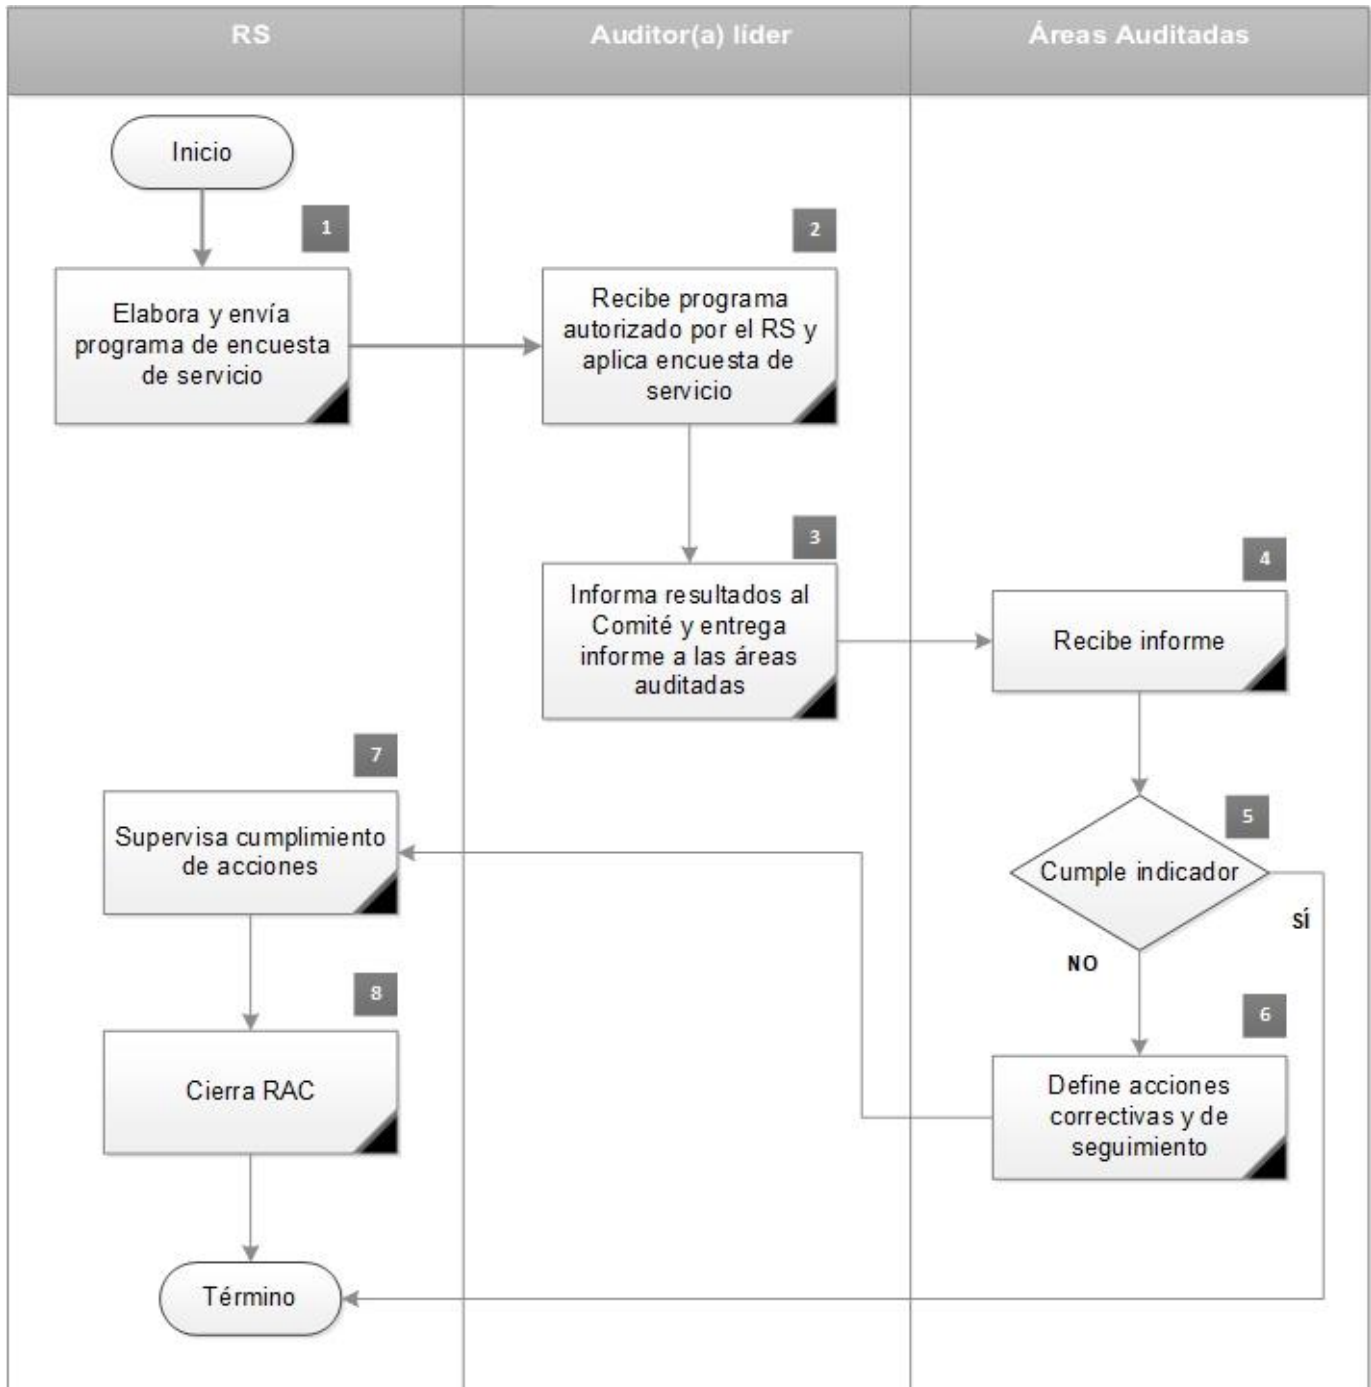 RS
Auditor(a) líder
Áreas Auditadas
Inicio
1
Elabora y envía
programa de encuesta
de servicio
2
Recibe programa
autorizado por el RS y
aplica encuesta de
servicio
3
Informa resultados al
Comité y entrega
informe a las áreas
auditadas
4
Recibe informe
5
Cumple indicador
SÍ
NO
6
Define acciones
correctivas y de
seguimiento
7
Supervisa cumplimiento
de acciones
8
Cierra RAC
Término